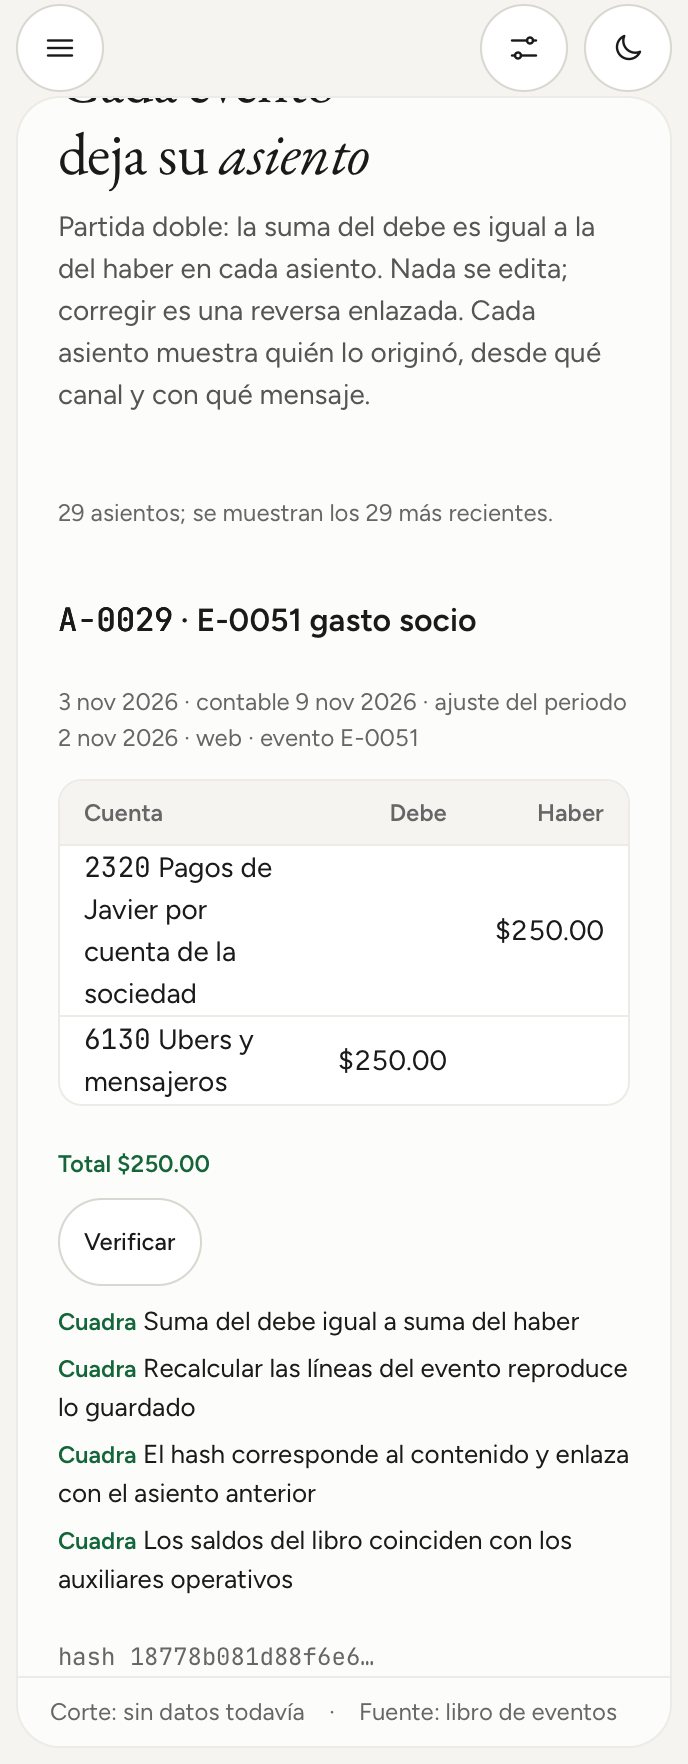 Cada evento
deja su asiento
Partida doble: la suma del debe es igual a la
del haber en cada asiento. Nada se edita;
corregir es una reversa enlazada. Cada
asiento muestra quién lo originó, desde qué
canal y con qué mensaje.
29 asientos; se muestran los 29 más recientes.
A-0029 · E-0051 gasto socio
3 nov 2026 · contable 9 nov 2026 · ajuste del periodo
2 nov 2026 · web · evento E-0051
Cuenta Debe Haber
2320 Pagos de
Javier por
cuenta de la
sociedad
$250.00
6130 Ubers y
mensajeros
$250.00
Total $250.00
Verificar
Cuadra Suma del debe igual a suma del haber
Cuadra Recalcular las líneas del evento reproduce
lo guardado
Cuadra El hash corresponde al contenido y enlaza
con el asiento anterior
Cuadra Los saldos del libro coinciden con los
auxiliares operativos
hash 18778b081d88f6e6…
Corte: sin datos todavía · Fuente: libro de eventos